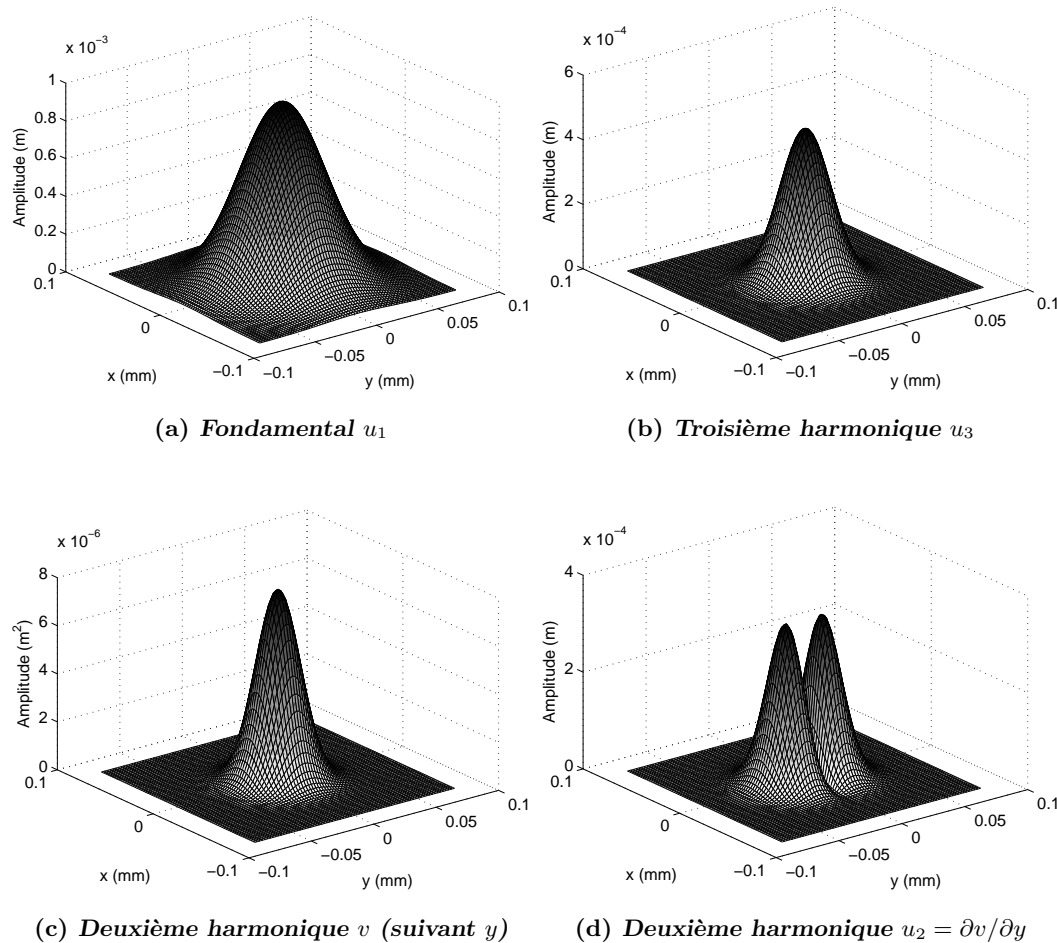 x 10−3
1
0.8
0.6
0.4
0.2
0
Amplitude (m)
0.1
0
−0.1
x (mm)
−0.1
−0.05
0
0.05
0.1
y (mm)
(a) Fondamental u1
x 10−4
6
4
2
0
Amplitude (m)
0.1
0
−0.1
x (mm)
−0.1
−0.05
0
0.05
0.1
y (mm)
(b) Troisième harmonique u3
x 10−6
8
6
4
2
0
Amplitude (m2)
0.1
0
−0.1
x (mm)
−0.1
−0.05
0
0.05
0.1
y (mm)
(c) Deuxième harmonique v (suivant y)
x 10−4
4
2
0
Amplitude (m)
0.1
0
−0.1
x (mm)
−0.1
−0.05
0
0.05
0.1
y (mm)
(d) Deuxième harmonique u2 = ∂v/∂y